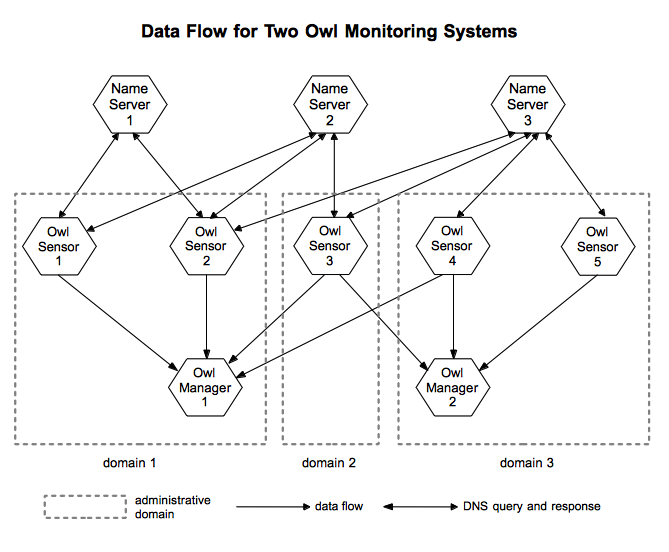 Data Flow for Two Owl Monitoring Systems
Name
Server
1
Name
Server
2
Name
Server
3
Owl
Sensor
1
Owl
Sensor
2
Owl
Sensor
3
Owl
Sensor
4
Owl
Sensor
5
Owl
Manager
1
Owl
Manager
2
domain 1
domain 2
domain 3
administrative
domain
data flow
DNS query and response